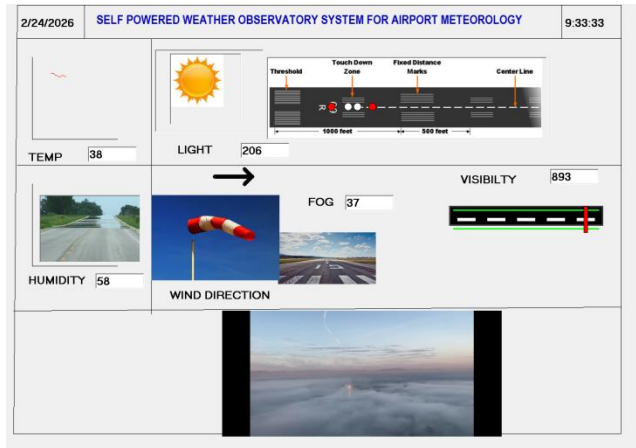 2/24/2026
SELF POWERED WEATHER OBSERVATORY SYSTEM FOR AIRPORT METEOROLOGY
9:33:33
Touch Down Fixed Distance
Threshold Zone Marks Center Line
R
1000 feet 500 feet
TEMP 38
LIGHT 206
VISIBILTY 893
FOG 37
HUMIDITY 58
WIND DIRECTION